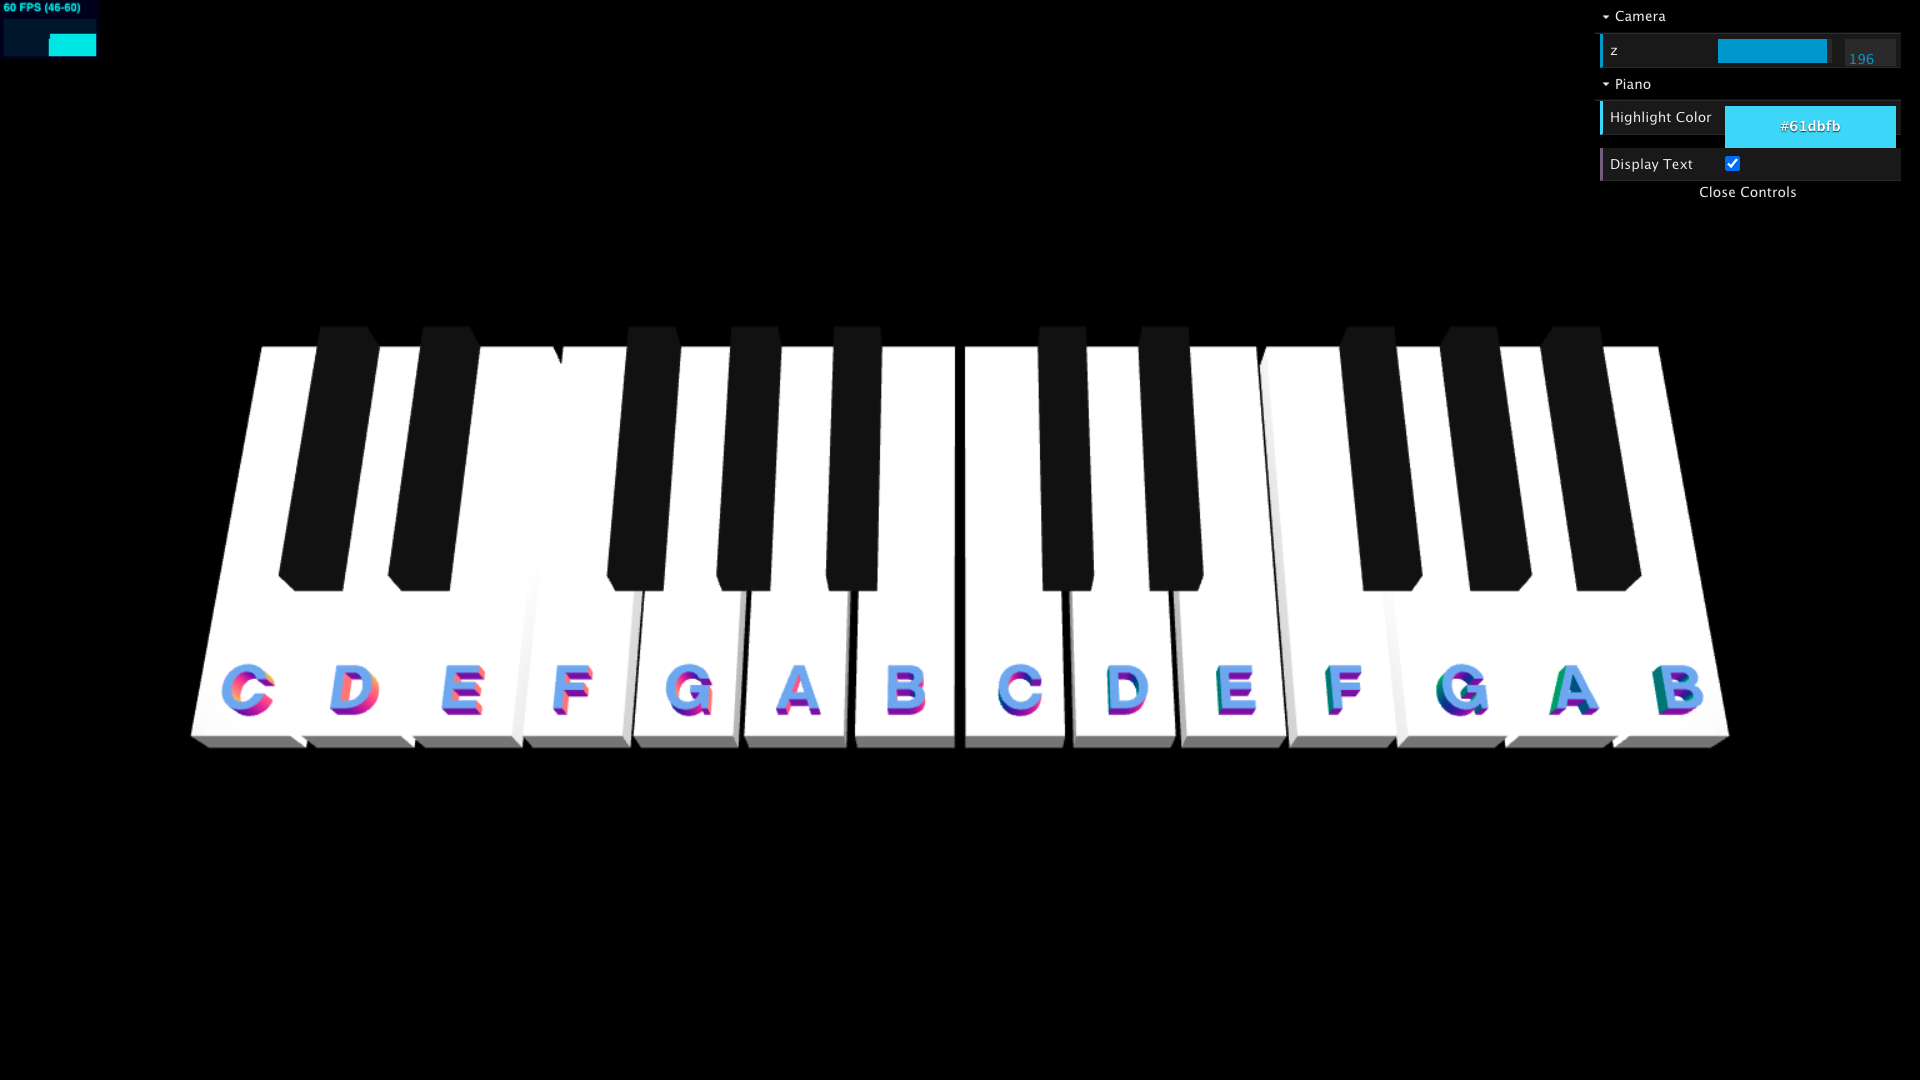 60 FPS (46-60)
Camera
z 196
Piano
Highlight Color #61dbfb
Display Text
Close Controls
C D E F G A B C D E F G A B